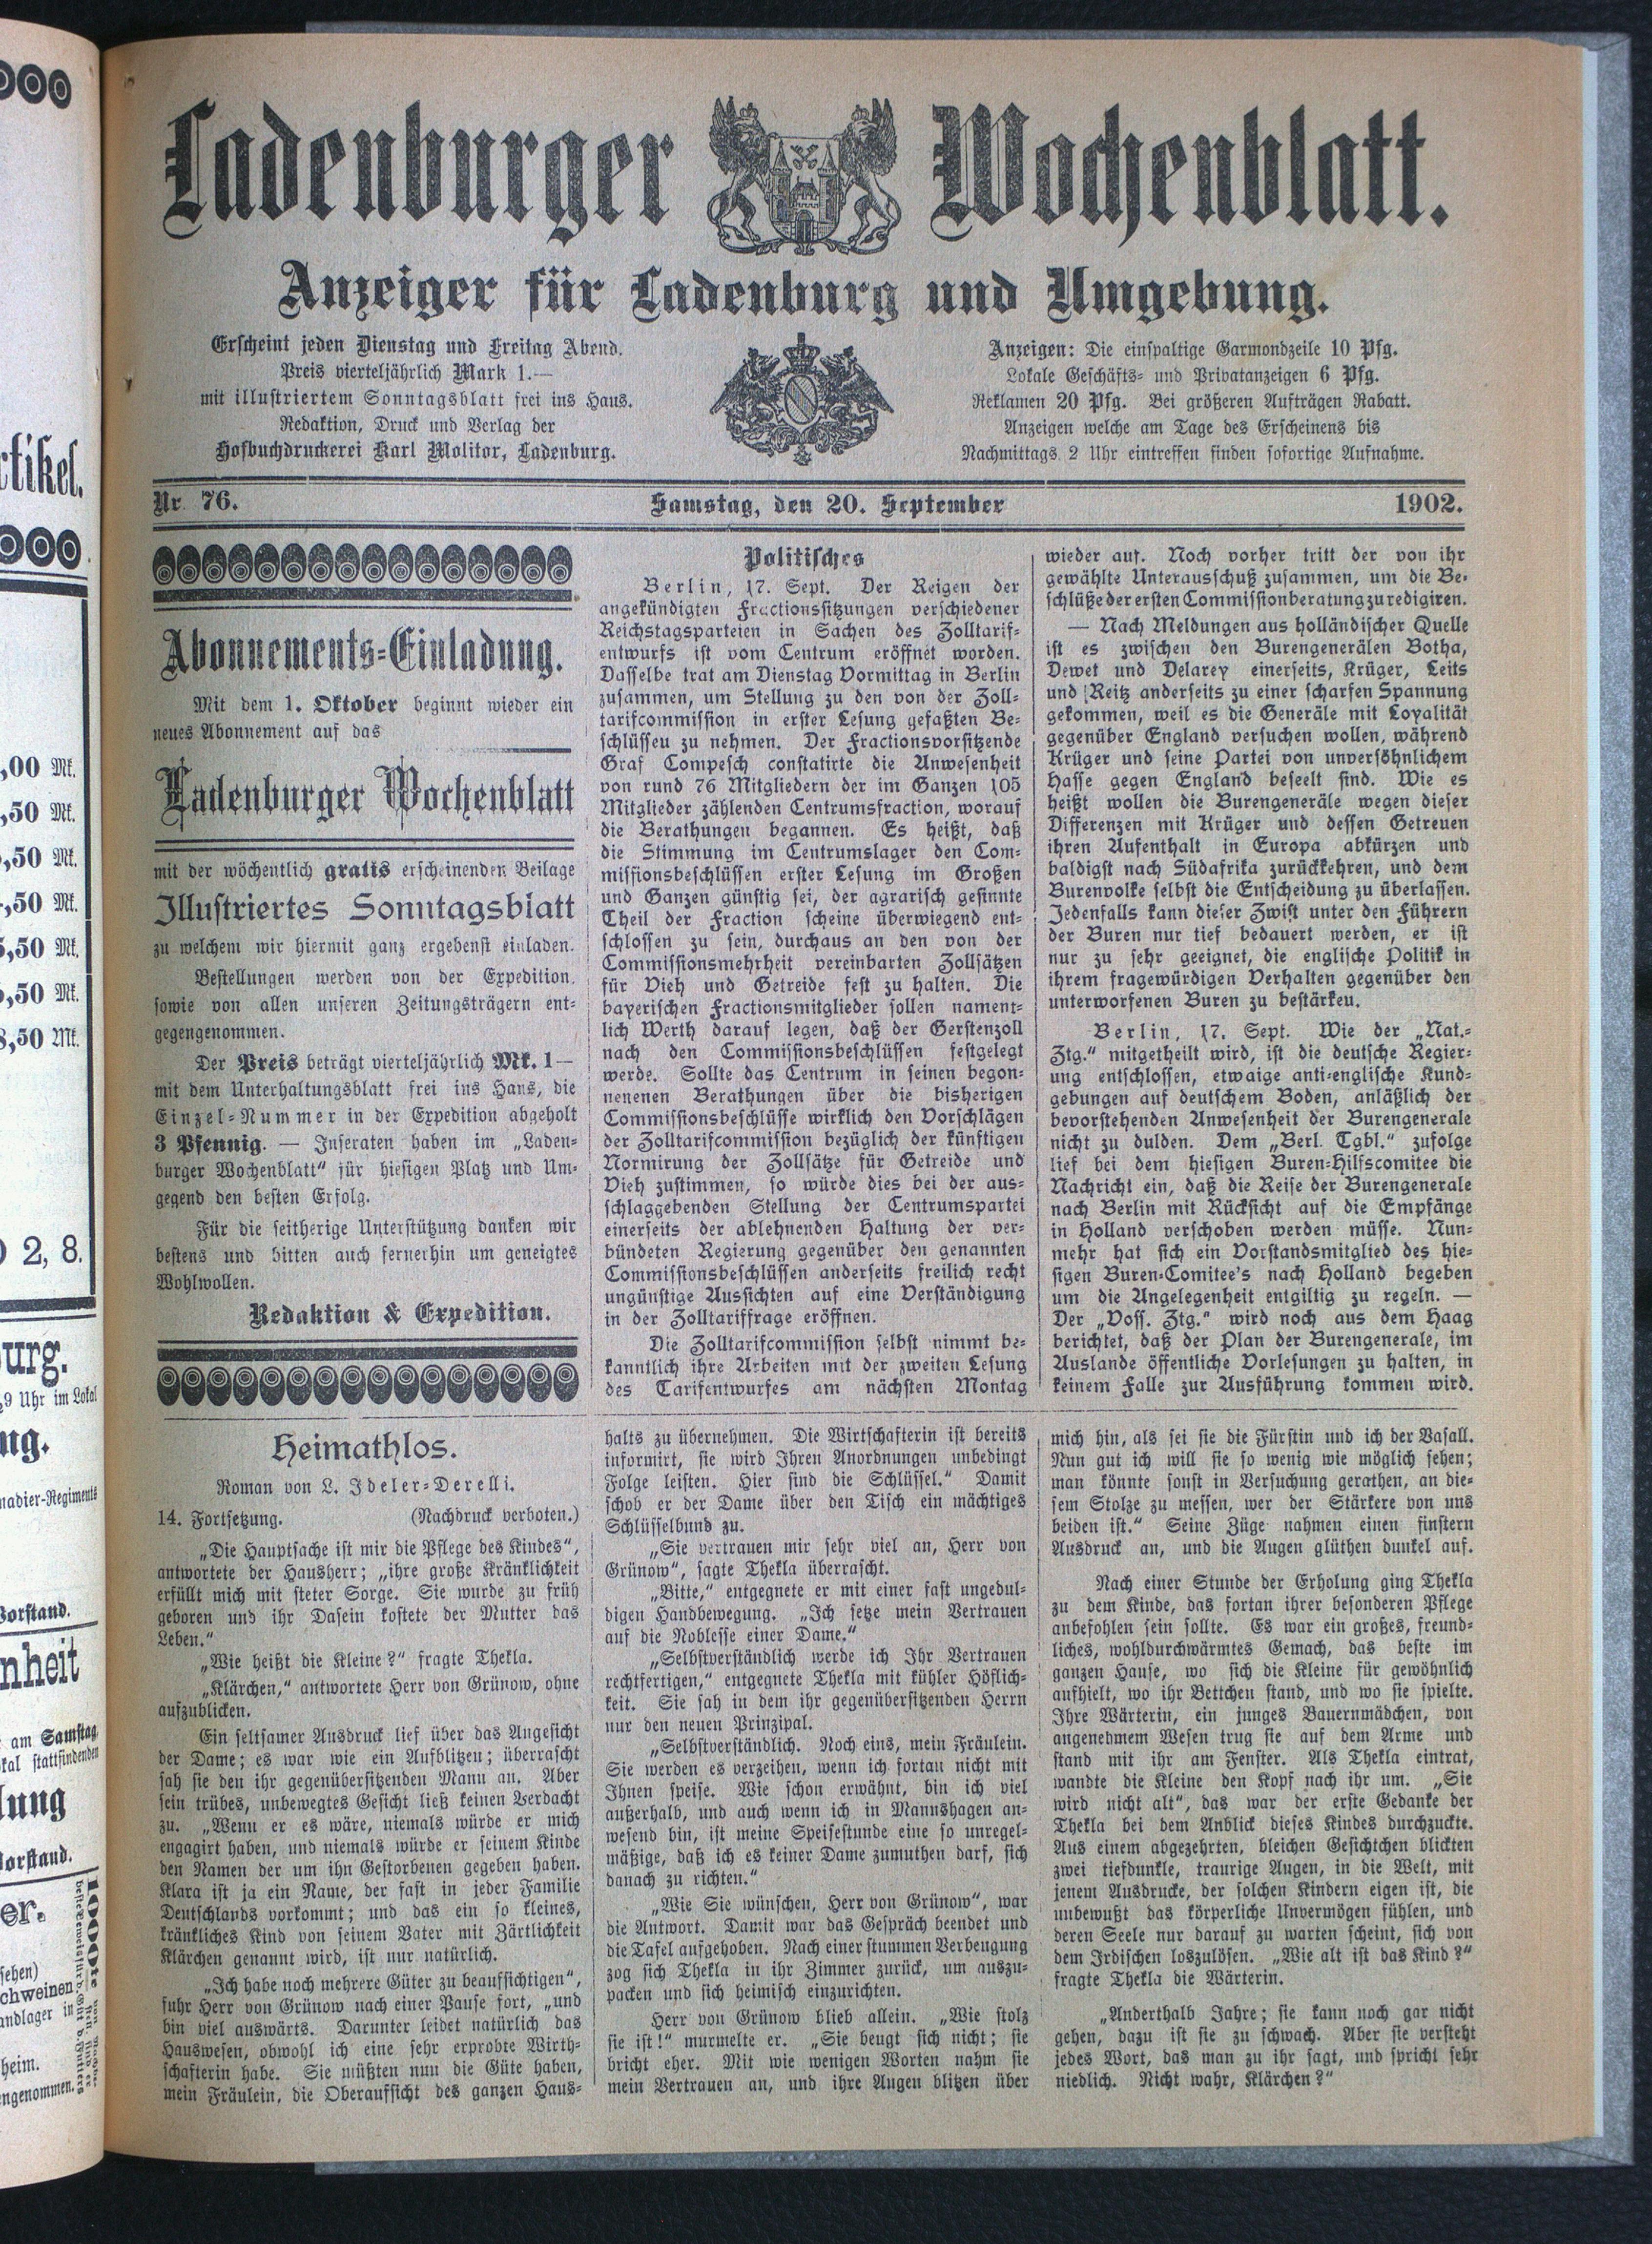 Ladenburger Wochenblatt.
Anzeiger für Ladenburg und Umgebung.
Erscheint jeden Dienstag und Freitag Abend.
Preis vierteljährlich Mark 1.—
mit illustriertem Sonntagsblatt frei ins Haus.
Redaktion, Druck und Verlag der
Hofbuchdruckerei Karl Molitor, Ladenburg.
Anzeigen: Die einspaltige Garmondzeile 10 Pfg.
Lokale Geschäfts- und Privatanzeigen 6 Pfg.
Reklamen 20 Pfg. Bei größeren Aufträgen Rabatt.
Anzeigen welche am Tage des Erscheinens bis
Nachmittags 2 Uhr eintreffen finden sofortige Aufnahme.
Nr. 76. Samstag, den 20. September 1902.
Abonnements-Einladung.
Mit dem 1. Oktober beginnt wieder ein
neues Abonnement auf das
Ladenburger Wochenblatt
mit der wöchentlich gratis erscheinenden Beilage
Illustriertes Sonntagsblatt
zu welchem wir hiermit ganz ergebenst einladen.
Bestellungen werden von der Expedition,
sowie von allen unseren Zeitungsträgern ent-
gegengenommen.
Der Preis beträgt vierteljährlich Mk. 1—
mit dem Unterhaltungsblatt frei ins Haus, die
Einzel-Nummer in der Expedition abgeholt
3 Pfennig. — Inseraten haben im „Laden-
burger Wochenblatt“ für hiesigen Platz und Um-
gegend den besten Erfolg.
Für die seitherige Unterstützung danken wir
bestens und bitten auch fernerhin um geneigtes
Wohlwollen.
Redaktion & Expedition.
Politisches
Berlin, 17. Sept. Der Reigen der
angekündigten Fractionssitzungen verschiedener
Reichstagsparteien in Sachen des Zolltarif-
entwurfs ist vom Centrum eröffnet worden.
Dasselbe trat am Dienstag Vormittag in Berlin
zusammen, um Stellung zu den von der Zoll-
tarifcommission in erster Lesung gefaßten Be-
schlüssen zu nehmen. Der Fractionsvorsitzende
Graf Compesch constatirte die Anwesenheit
von rund 76 Mitgliedern der im Ganzen 105
Mitglieder zählenden Centrumsfraction, worauf
die Berathungen begannen. Es heißt, daß
die Stimmung im Centrumslager den Com-
missionsbeschlüssen erster Lesung im Großen
und Ganzen günstig sei, der agrarisch gesinnte
Theil der Fraction scheine überwiegend ent-
schlossen zu sein, durchaus an den von der
Commissionsmehrheit vereinbarten Zollsätzen
für Vieh und Getreide fest zu halten. Die
bayerischen Fractionsmitglieder sollen nament-
lich Werth darauf legen, daß der Gerstenzoll
nach den Commissionsbeschlüssen festgelegt
werde. Sollte das Centrum in seinen begon-
nenenen Berathungen über die bisherigen
Commissionsbeschlüsse wirklich den Vorschlägen
der Zolltarifcommission bezüglich der künftigen
Normirung der Zollsätze für Getreide und
Vieh zustimmen, so würde dies bei der aus-
schlaggebenden Stellung der Centrumspartei
einerseits der ablehnenden Haltung der ver-
bündeten Regierung gegenüber den genannten
Commissionsbeschlüssen anderseits freilich recht
ungünstige Aussichten auf eine Verständigung
in der Zolltariffrage eröffnen.
Die Zolltarifcommission selbst nimmt be-
kanntlich ihre Arbeiten mit der zweiten Lesung
des Tarifentwurfes am nächsten Montag
wieder auf. Noch vorher tritt der von ihr
gewählte Unterausschuß zusammen, um die Be-
schlüße der ersten Commissionberatung zu redigiren.
— Nach Meldungen aus holländischer Quelle
ist es zwischen den Burengenerälen Botha,
Dewet und Delarey einerseits, Krüger, Leits
und Reitz anderseits zu einer scharfen Spannung
gekommen, weil es die Generäle mit Loyalität
gegenüber England versuchen wollen, während
Krüger und seine Partei von unversöhnlichem
Hasse gegen England beseelt sind. Wie es
heißt wollen die Burengeneräle wegen dieser
Differenzen mit Krüger und dessen Getreuen
ihren Aufenthalt in Europa abkürzen und
baldigst nach Südafrika zurückkehren, und dem
Burenvolke selbst die Entscheidung zu überlassen.
Jedenfalls kann dieser Zwist unter den Führern
der Buren nur tief bedauert werden, er ist
nur zu sehr geeignet, die englische Politik in
ihrem fragewürdigen Verhalten gegenüber den
unterworfenen Buren zu bestärken.
Berlin, 17. Sept. Wie der „Nat.-
Ztg.“ mitgetheilt wird, ist die deutsche Regier-
ung entschlossen, etwaige anti-englische Kund-
gebungen auf deutschem Boden, anläßlich der
bevorstehenden Anwesenheit der Burengenerale
nicht zu dulden. Dem „Berl. Tgbl.“ zufolge
lief bei dem hiesigen Buren-Hilfscomitee die
Nachricht ein, daß die Reise der Burengenerale
nach Berlin mit Rücksicht auf die Empfänge
in Holland verschoben werden müsse. Nun-
mehr hat sich ein Vorstandsmitglied des hie-
sigen Buren-Comitee's nach Holland begeben
um die Angelegenheit entgiltig zu regeln. —
Der „Voss. Ztg.“ wird noch aus dem Haag
berichtet, daß der Plan der Burengenerale, im
Auslande öffentliche Vorlesungen zu halten, in
keinem Falle zur Ausführung kommen wird.
Heimathlos.
Roman von L. Ideler-Derelli.
14. Fortsetzung. (Nachdruck verboten.)
„Die Hauptsache ist mir die Pflege des Kindes“,
antwortete der Hausherr; „ihre große Kränklichkeit
erfüllt mich mit steter Sorge. Sie wurde zu früh
geboren und ihr Dasein kostete der Mutter das
Leben.“
„Wie heißt die Kleine?“ fragte Thekla.
„Klärchen,“ antwortete Herr von Grünow, ohne
aufzublicken.
Ein seltsamer Ausdruck lief über das Angesicht
der Dame; es war wie ein Aufblitzen; überrascht
sah sie den ihr gegenübersitzenden Mann an. Aber
sein trübes, unbewegtes Gesicht ließ keinen Verdacht
zu. „Wenn er es wäre, niemals würde er mich
engagirt haben, und niemals würde er seinem Kinde
den Namen der um ihn Gestorbenen gegeben haben.
Klara ist ja ein Name, der fast in jeder Familie
Deutschlands vorkommt; und das ein so kleines,
kränkliches Kind von seinem Vater mit Zärtlichkeit
Klärchen genannt wird, ist nur natürlich.
„Ich habe noch mehrere Güter zu beaufsichtigen“,
fuhr Herr von Grünow nach einer Pause fort, „und
bin viel auswärts. Darunter leidet natürlich das
Hauswesen, obwohl ich eine sehr erprobte Wirth-
schafterin habe. Sie müßten nun die Güte haben,
mein Fräulein, die Oberaufsicht des ganzen Haus-
halts zu übernehmen. Die Wirtschafterin ist bereits
informirt, sie wird Ihren Anordnungen unbedingt
Folge leisten. Hier sind die Schlüssel.“ Damit
schob er der Dame über den Tisch ein mächtiges
Schlüsselbund zu.
„Sie vertrauen mir sehr viel an, Herr von
Grünow“, sagte Thekla überrascht.
„Bitte,“ entgegnete er mit einer fast ungedul-
digen Handbewegung. „Ich setze mein Vertrauen
auf die Noblesse einer Dame.“
„Selbstverständlich werde ich Ihr Vertrauen
rechtfertigen,“ entgegnete Thekla mit kühler Höflich-
keit. Sie sah in dem ihr gegenübersitzenden Herrn
nur den neuen Prinzipal.
„Selbstverständlich. Noch eins, mein Fräulein.
Sie werden es verzeihen, wenn ich fortan nicht mit
Ihnen speise. Wie schon erwähnt, bin ich viel
außerhalb, und auch wenn ich in Mannshagen an-
wesend bin, ist meine Speisestunde eine so unregel-
mäßige, daß ich es keiner Dame zumuthen darf, sich
danach zu richten.“
„Wie Sie wünschen, Herr von Grünow“, war
die Antwort. Damit war das Gespräch beendet und
die Tafel aufgehoben. Nach einer stummen Verbeugung
zog sich Thekla in ihr Zimmer zurück, um auszu-
packen und sich heimisch einzurichten.
Herr von Grünow blieb allein. „Wie stolz
sie ist!“ murmelte er. „Sie beugt sich nicht; sie
bricht eher. Mit wie wenigen Worten nahm sie
mein Vertrauen an, und ihre Augen blitzen über
mich hin, als sei sie die Fürstin und ich der Vasall.
Nun gut ich will sie so wenig wie möglich sehen;
man könnte sonst in Versuchung gerathen, an die-
sem Stolze zu messen, wer der Stärkere von uns
beiden ist.“ Seine Züge nahmen einen finstern
Ausdruck an, und die Augen glühten dunkel auf.
Nach einer Stunde der Erholung ging Thekla
zu dem Kinde, das fortan ihrer besonderen Pflege
anbefohlen sein sollte. Es war ein großes, freund-
liches, wohldurchwärmtes Gemach, das beste im
ganzen Hause, wo sich die Kleine für gewöhnlich
aufhielt, wo ihr Bettchen stand, und wo sie spielte.
Ihre Wärterin, ein junges Bauernmädchen, von
angenehmem Wesen trug sie auf dem Arme und
stand mit ihr am Fenster. Als Thekla eintrat,
wandte die Kleine den Kopf nach ihr um. „Sie
wird nicht alt“, das war der erste Gedanke der
Thekla bei dem Anblick dieses Kindes durchzuckte.
Aus einem abgezehrten, bleichen Gesichtchen blickten
zwei tiefdunkle, traurige Augen, in die Welt, mit
jenem Ausdrucke, der solchen Kindern eigen ist, die
unbewußt das körperliche Unvermögen fühlen, und
deren Seele nur darauf zu warten scheint, sich von
dem Irdischen loszulösen. „Wie alt ist das Kind?“
fragte Thekla die Wärterin.
„Anderthalb Jahre; sie kann noch gar nicht
gehen, dazu ist sie zu schwach. Aber sie versteht
jedes Wort, das man zu ihr sagt, und spricht sehr
niedlich. Nicht wahr, Klärchen?“